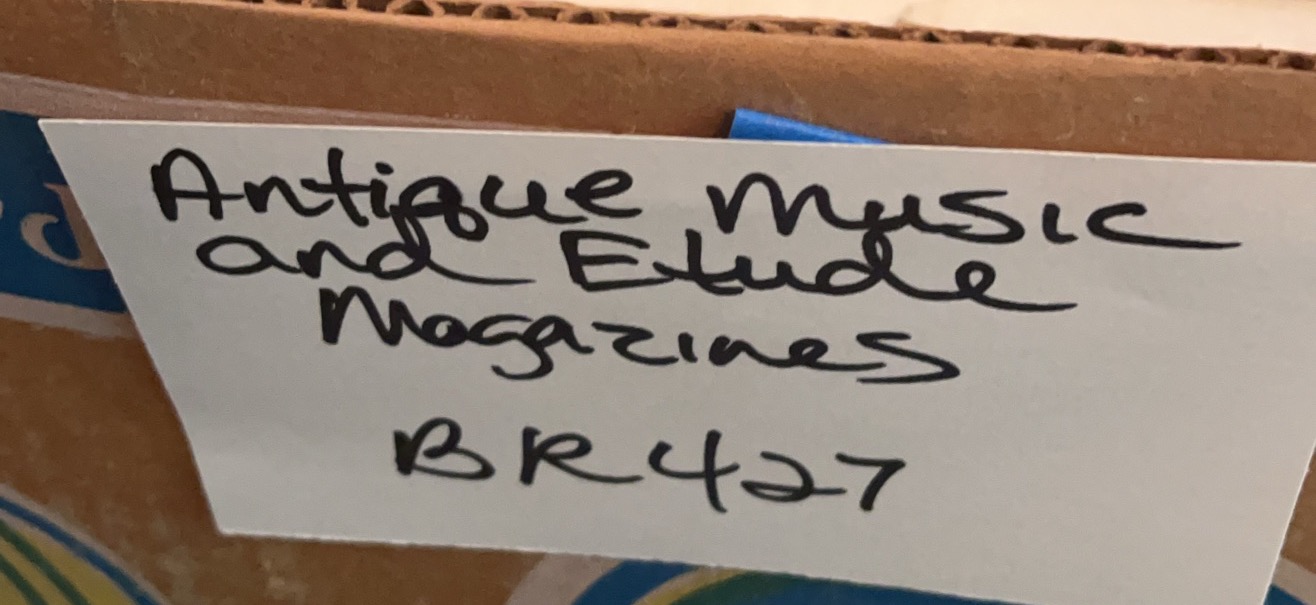 Antique Music
and Etude
Magazines
BR427